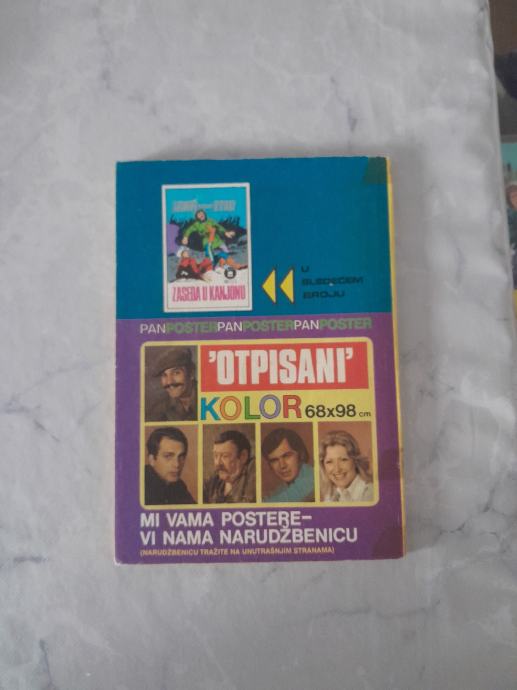 ZASEDA U KANJONU
U
SLEDEĆEM
BROJU
PANPOSTERPANPOSTERPANPOSTER
'OTPISANI'
KOLOR 68x98 cm
MI VAMA POSTERE–
VI NAMA NARUDŽBENICU
(NARUDŽBENICU TRAŽITE NA UNUTRAŠNJIM STRANAMA)